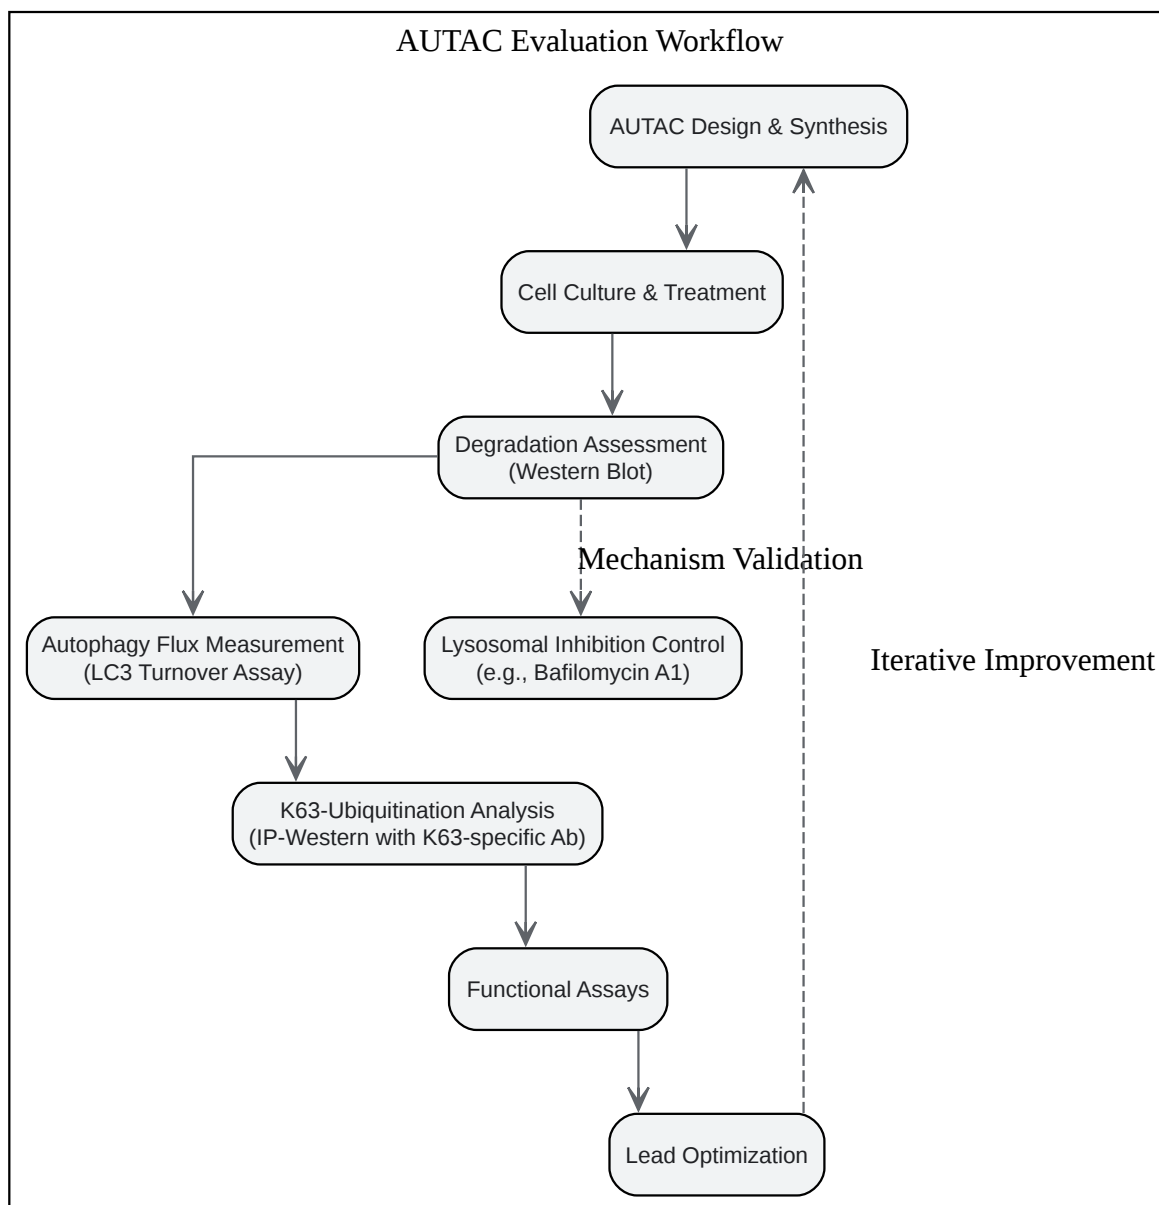 AUTAC Evaluation Workflow
AUTAC Design & Synthesis
Cell Culture & Treatment
Degradation Assessment
(Western Blot)
Mechanism Validation
Autophagy Flux Measurement
(LC3 Turnover Assay)
Lysosomal Inhibition Control
(e.g., Bafilomycin A1)
Iterative Improvement
K63-Ubiquitination Analysis
(IP-Western with K63-specific Ab)
Functional Assays
Lead Optimization